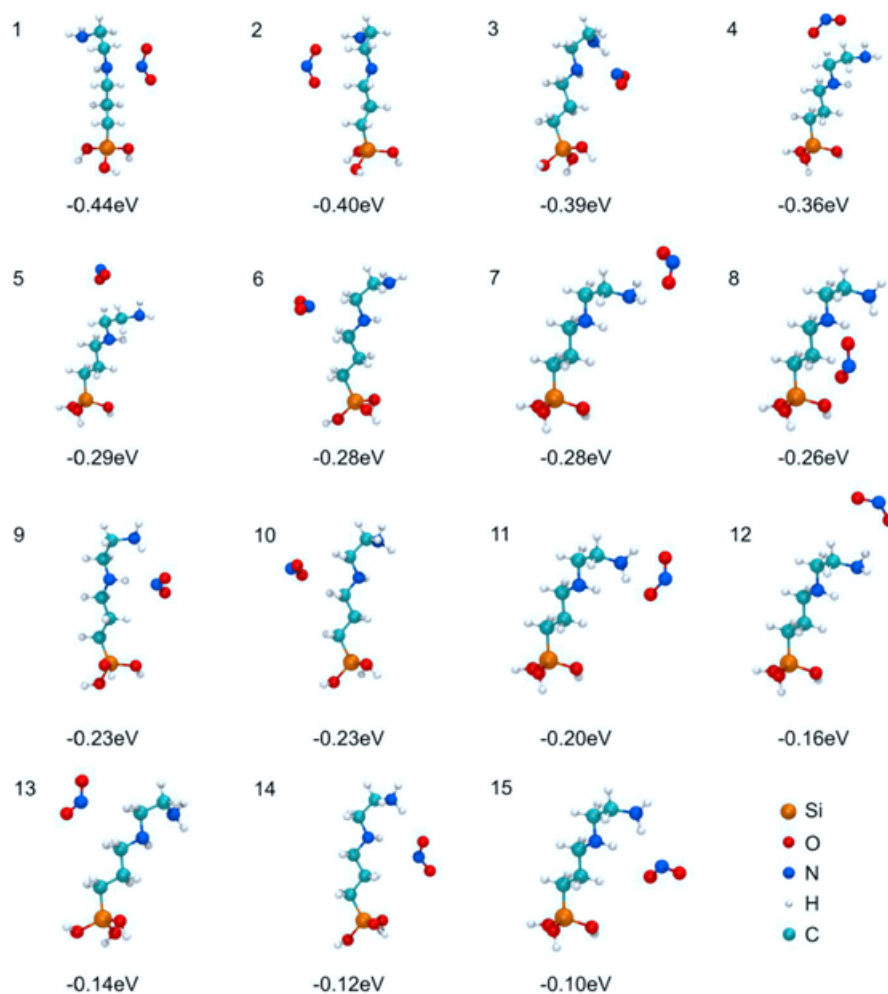 1 2 3 4
-0.44eV -0.40eV -0.39eV -0.36eV
5 6 7 8
-0.29eV -0.28eV -0.28eV -0.26eV
9 10 11 12
-0.23eV -0.23eV -0.20eV -0.16eV
13 14 15
Si
O
N
H
C
-0.14eV -0.12eV -0.10eV